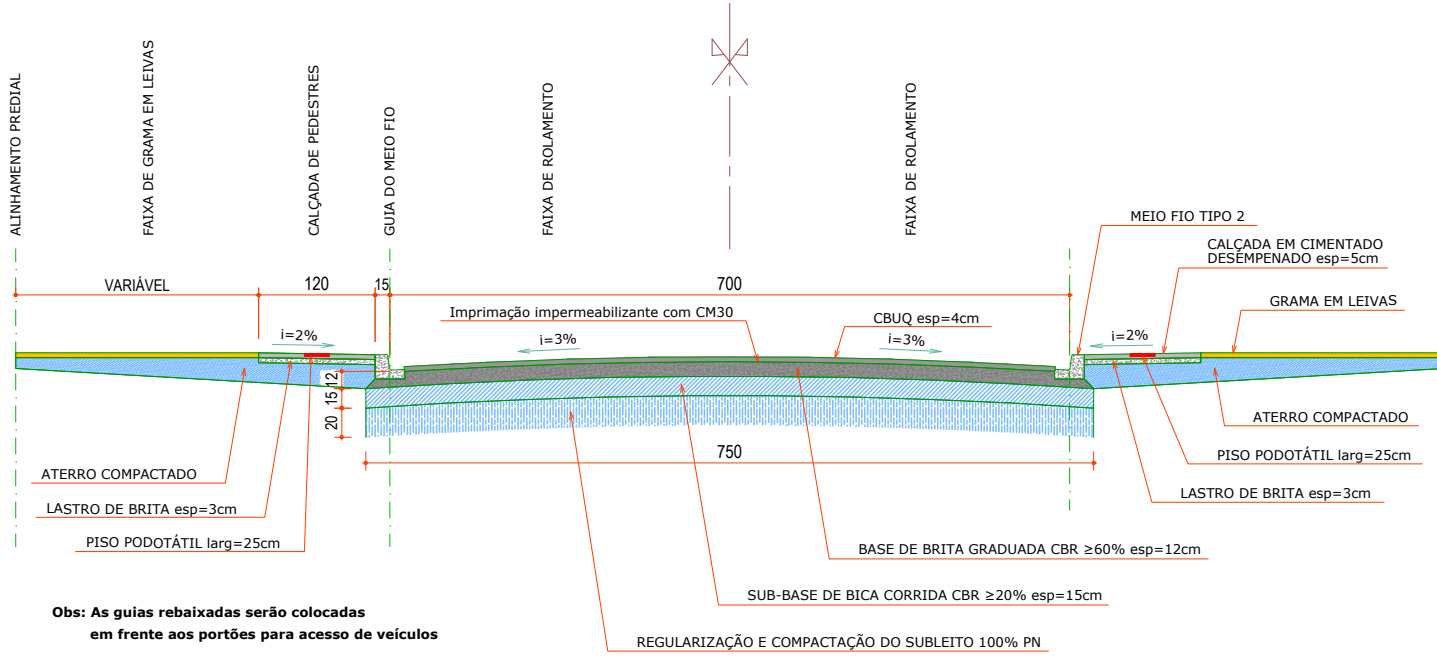 ALINHAMENTO PREDIAL
FAIXA DE GRAMA EM LEIVAS
CALÇADA DE PEDESTRES
GUIA DO MEIO FIO
FAIXA DE ROLAMENTO
FAIXA DE ROLAMENTO
MEIO FIO TIPO 2
CALÇADA EM CIMENTADO
DESEMPENADO esp=5cm
VARIÁVEL
120
15
700
GRAMA EM LEIVAS
Imprimação impermeabilizante com CM30
CBUQ esp=4cm
i=2%
i=3%
i=3%
i=2%
12
15
20
ATERRO COMPACTADO
750
PISO PODOTÁTIL larg=25cm
ATERRO COMPACTADO
LASTRO DE BRITA esp=3cm
LASTRO DE BRITA esp=3cm
PISO PODOTÁTIL larg=25cm
BASE DE BRITA GRADUADA CBR ≥60% esp=12cm
SUB-BASE DE BICA CORRIDA CBR ≥20% esp=15cm
Obs: As guias rebaixadas serão colocadas
em frente aos portões para acesso de veículos
REGULARIZAÇÃO E COMPACTAÇÃO DO SUBLEITO 100% PN